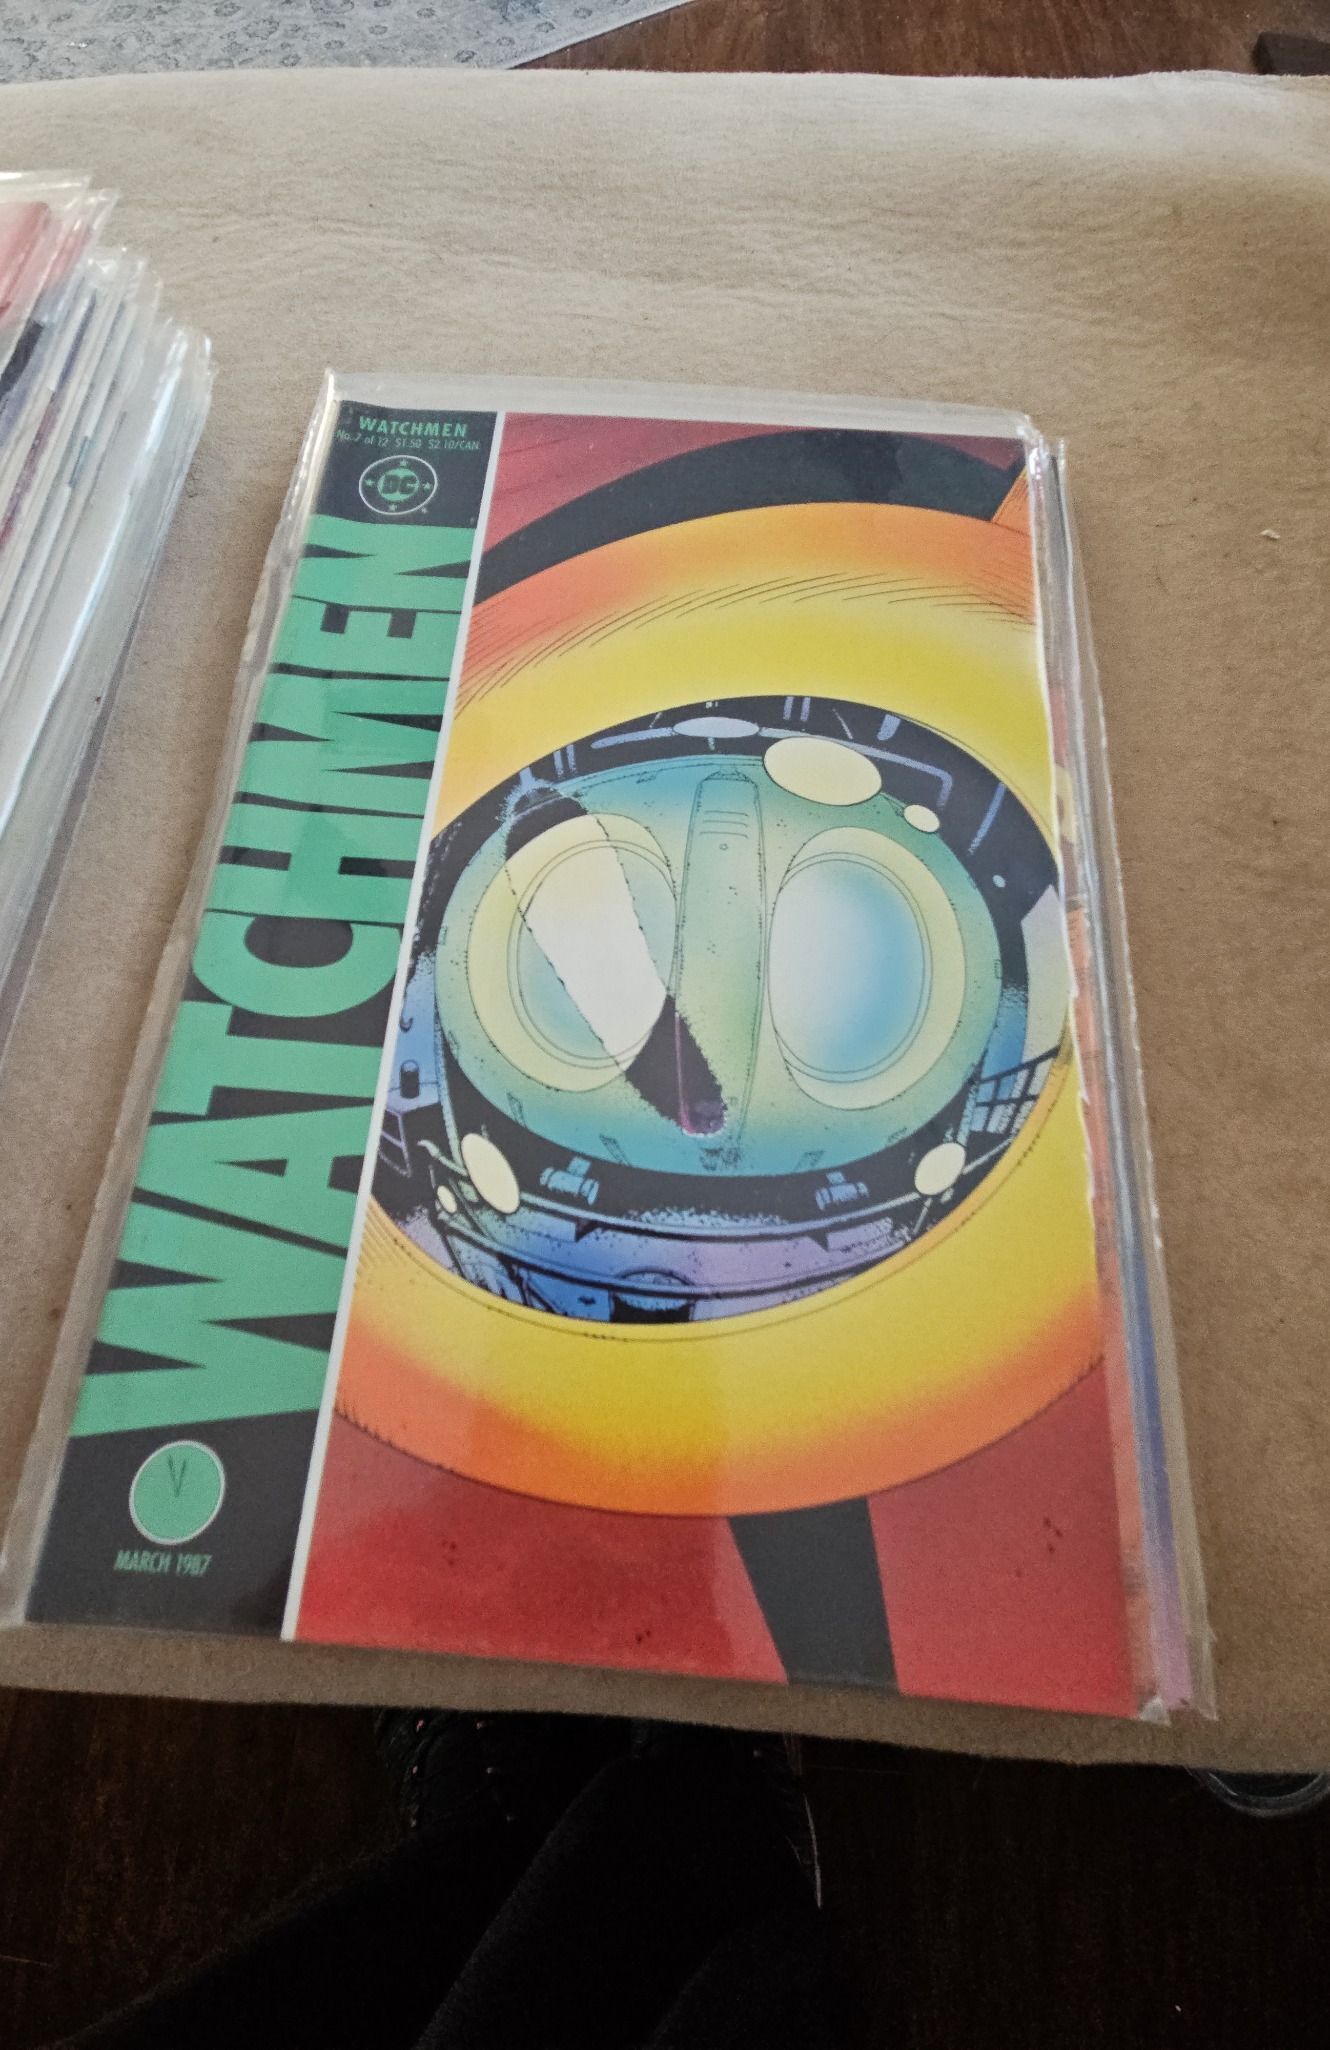 WATCHMEN
No. 7 of 12 $1.50 $2.10/CAN.
DC
WATCHMEN
MARCH 1987